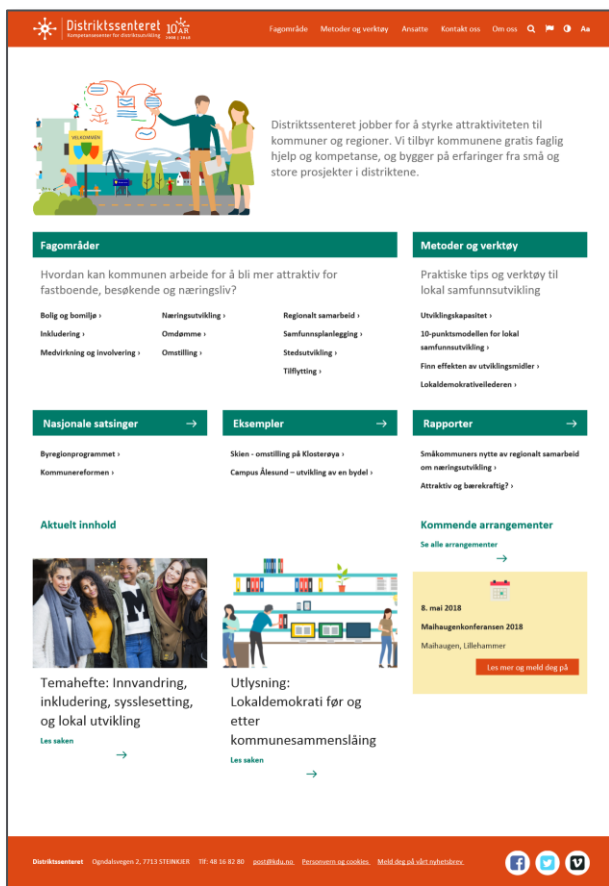 Distriktssenteret
Kompetansesenter for distriktsutvikling
10 ÅR
2008 | 2018
Fagområde Metoder og verktøy Ansatte Kontakt oss Om oss Aa
VELKOMMEN
Distriktssenteret jobber for å styrke attraktiviteten til
kommuner og regioner. Vi tilbyr kommunene gratis faglig
hjelp og kompetanse, og bygger på erfaringer fra små og
store prosjekter i distriktene.
Fagområder
Hvordan kan kommunen arbeide for å bli mer attraktiv for
fastboende, besøkende og næringsliv?
Bolig og bomiljø ›
Inkludering ›
Medvirkning og involvering ›
Næringsutvikling ›
Omdømme ›
Omstilling ›
Regionalt samarbeid ›
Samfunnsplanlegging ›
Stedsutvikling ›
Tilflytting ›
Metoder og verktøy
Praktiske tips og verktøy til
lokal samfunnsutvikling
Utviklingskapasitet ›
10-punktsmodellen for lokal
samfunnsutvikling ›
Finn effekten av utviklingsmidler ›
Lokaldemokrativeilederen ›
Nasjonale satsinger →
Byregionprogrammet ›
Kommunereformen ›
Eksempler →
Skien - omstilling på Klosterøya ›
Campus Ålesund – utvikling av en bydel ›
Rapporter →
Småkommuners nytte av regionalt samarbeid
om næringsutvikling ›
Attraktiv og bærekraftig? ›
Aktuelt innhold
M
Temahefte: Innvandring,
inkludering, sysslesetting,
og lokal utvikling
Les saken
→
Utlysning:
Lokaldemokrati før og
etter
kommunesammenslåing
Les saken
→
Kommende arrangementer
Se alle arrangementer
→
8. mai 2018
Maihaugenkonferansen 2018
Maihaugen, Lillehammer
Les mer og meld deg på
Distriktssenteret Ogndalsvegen 2, 7713 STEINKJER Tlf: 48 16 82 80 post@kdu.no Personvern og cookies Meld deg på vårt nyhetsbrev